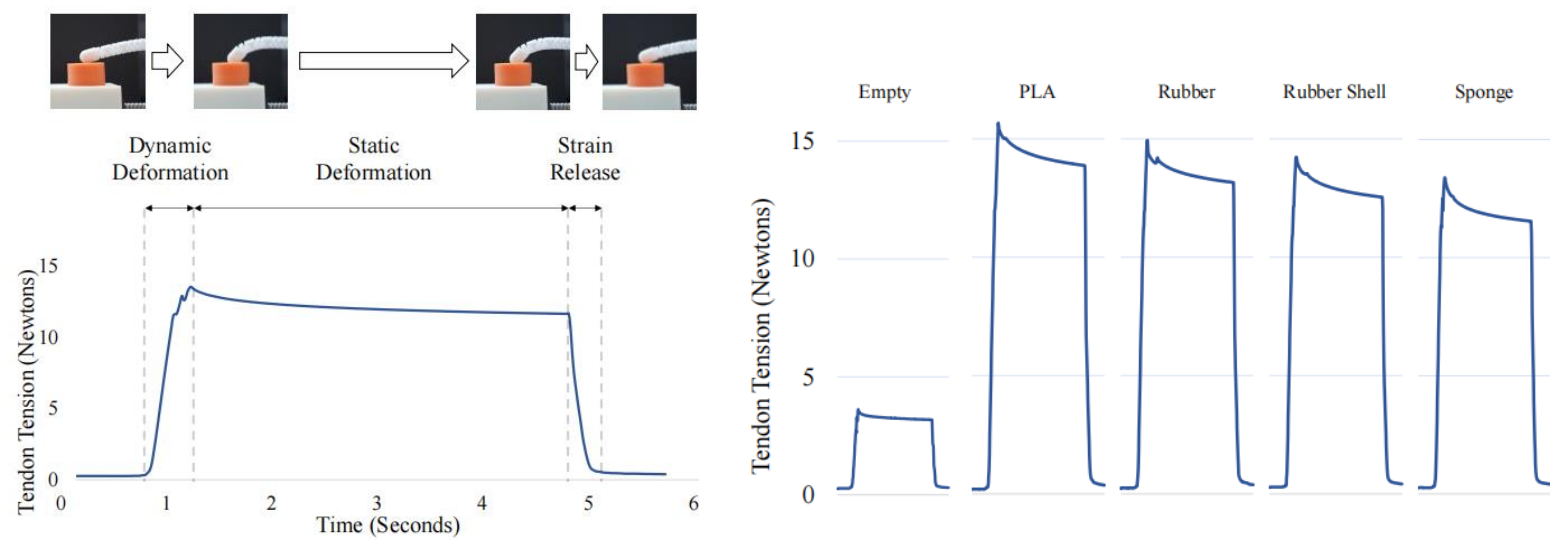 Dynamic
Deformation
Static
Deformation
Strain
Release
Tendon Tension (Newtons)
15
10
5
0
0 1 2 3 4 5 6
Time (Seconds)
Empty PLA Rubber Rubber Shell Sponge
Tendon Tension (Newtons)
15
10
5
0